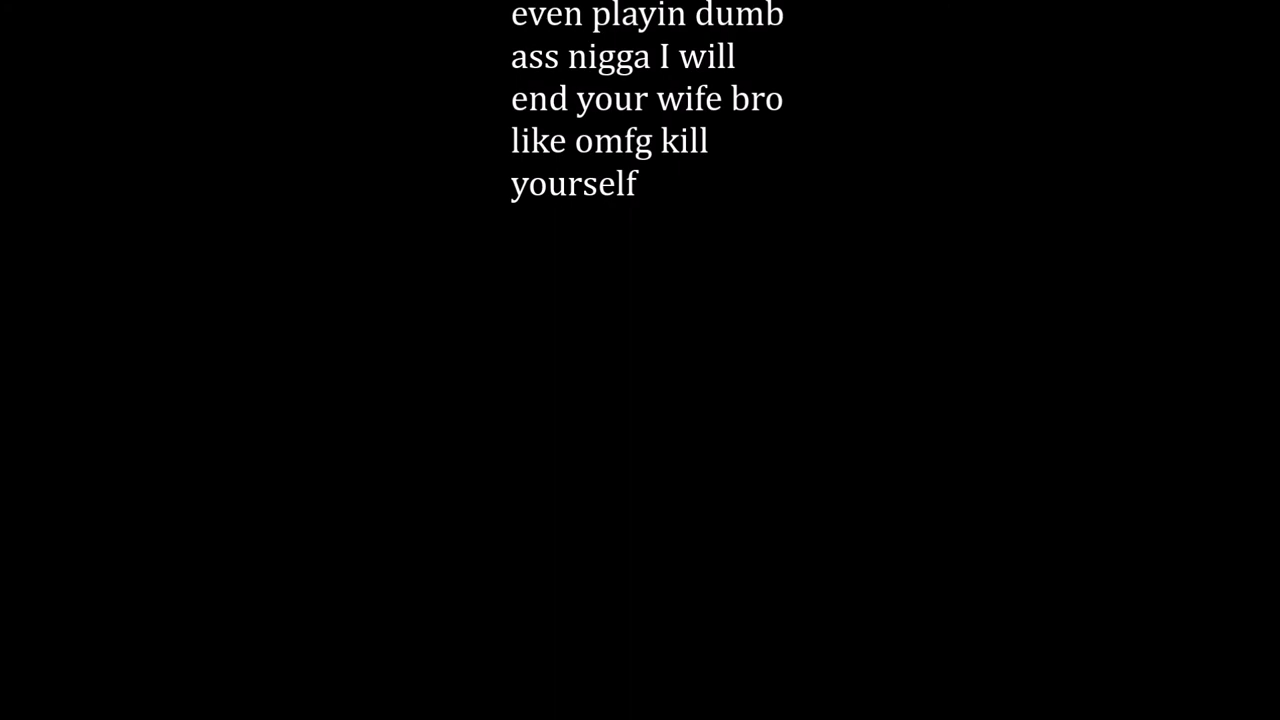 even playin dumb
ass nigga I will
end your wife bro
like omfg kill
yourself